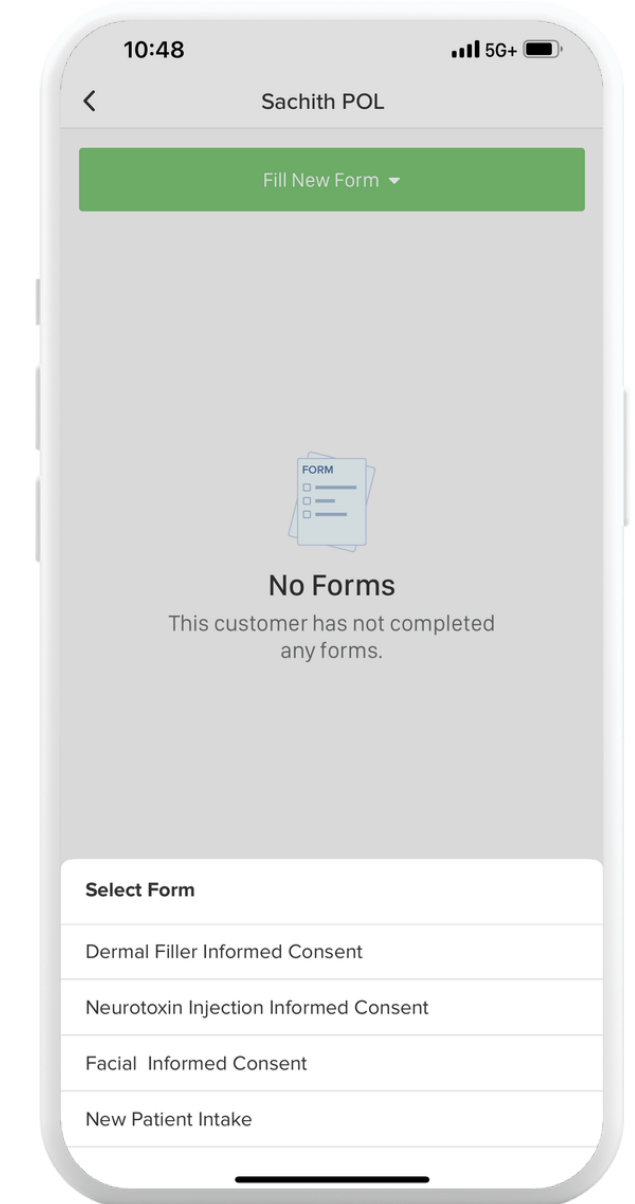 10:48
5G+
Sachith POL
Fill New Form
FORM
No Forms
This customer has not completed
any forms.
Select Form
Dermal Filler Informed Consent
Neurotoxin Injection Informed Consent
Facial  Informed Consent
New Patient Intake